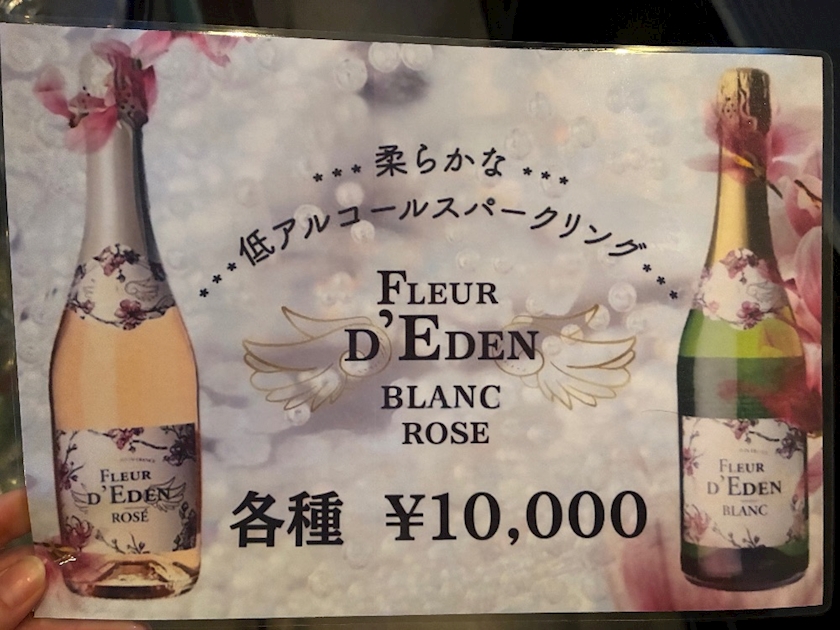 *** 柔らかな ***
***低アルコールスパークリング***
FLEUR
D'EDEN
BLANC
ROSE
各種 ¥10,000
FLEUR
D'EDEN
ROSÉ
FLEUR
D'EDEN
BLANC